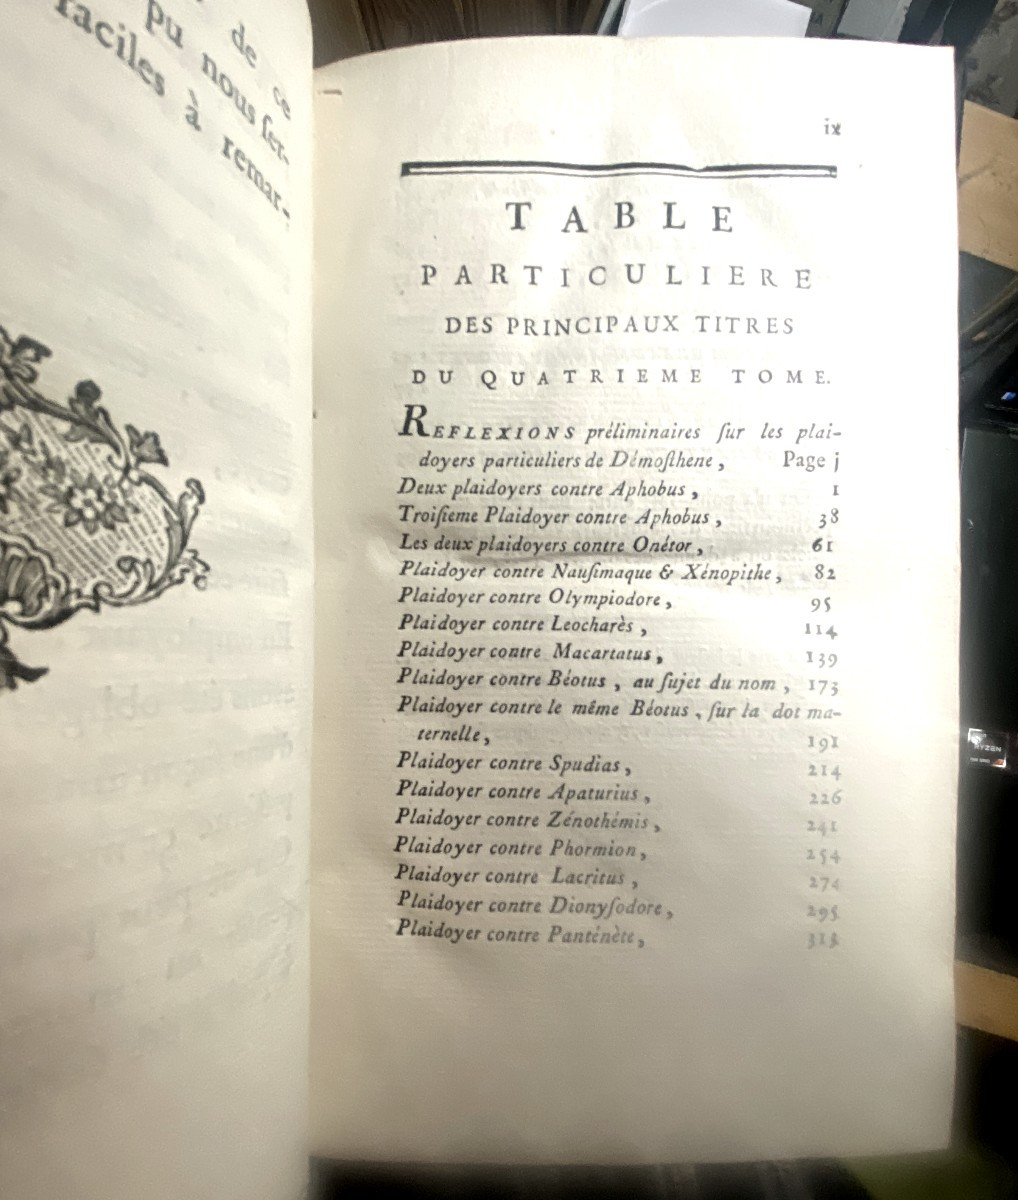 de ce
pu nous ſer-
faciles à remar-
ix
TABLE
PARTICULIERE
DES PRINCIPAUX TITRES
DU QUATRIEME TOME.
REFLEXIONS préliminaires ſur les plai-
doyers particuliers de Démoſthene, Page j
Deux plaidoyers contre Aphobus, 1
Troiſieme Plaidoyer contre Aphobus, 38
Les deux plaidoyers contre Onétor, 61
Plaidoyer contre Nauſimaque & Xénopithe, 82
Plaidoyer contre Olympiodore, 95
Plaidoyer contre Leocharès, 114
Plaidoyer contre Macartatus, 139
Plaidoyer contre Béotus, au ſujet du nom, 173
Plaidoyer contre le même Béotus, ſur la dot ma-
ternelle, 191
Plaidoyer contre Spudias, 214
Plaidoyer contre Apaturius, 226
Plaidoyer contre Zénothémis, 241
Plaidoyer contre Phormion, 254
Plaidoyer contre Lacritus, 274
Plaidoyer contre Dionyſodore, 295
Plaidoyer contre Panténète,
RYZEN